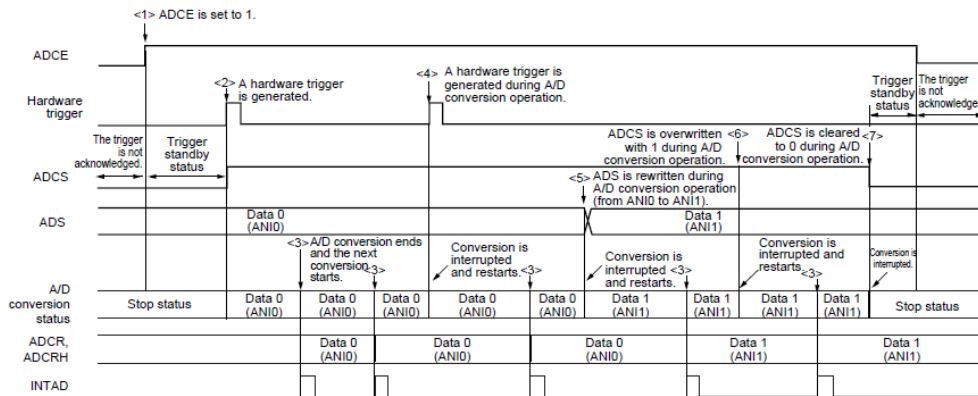 <1> ADCE is set to 1.
ADCE
<2> A hardware trigger
is generated.
<4> A hardware trigger is
generated during A/D
conversion operation.
Trigger
standby
status
The trigger
is not
acknowledged.
Hardware
trigger
The trigger
is not
acknowledged.
Trigger
standby
status
ADCS is overwritten <6>
with 1 during A/D
conversion operation.
ADCS is cleared <7>
to 0 during A/D
conversion operation.
ADCS
<5> ADS is rewritten during
A/D conversion operation
(from ANI0 to ANI1).
ADS
Data 0
(ANI0)
Data 1
(ANI1)
<3> A/D conversion ends
and the next
conversion
starts. <3>
Conversion is
interrupted
and restarts. <3>
Conversion is
interrupted <3>
and restarts.
Conversion is
interrupted and
restarts. <3>
Conversion is
interrupted.
A/D
conversion
status
Stop status
Data 0
(ANI0)
Data 0
(ANI0)
Data 0
(ANI0)
Data 0
(ANI0)
Data 0
(ANI0)
Data 1
(ANI1)
Data 1
(ANI1)
Data 1
(ANI1)
Data 1
(ANI1)
Stop status
ADCR,
ADCRH
Data 0
(ANI0)
Data 0
(ANI0)
Data 0
(ANI0)
Data 1
(ANI1)
Data 1
(ANI1)
INTAD